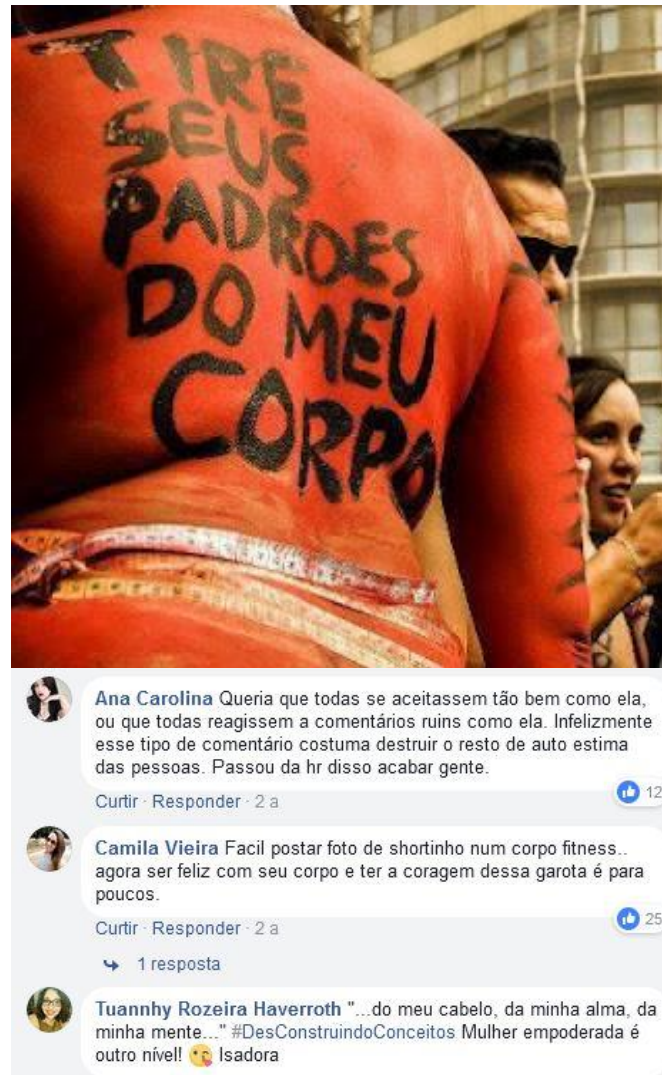 TIRE
SEUS
PADROES
DO MEU
CORPO
Ana Carolina Queria que todas se aceitassem tão bem como ela,
ou que todas reagissem a comentários ruins como ela. Infelizmente
esse tipo de comentário costuma destruir o resto de auto estima
das pessoas. Passou da hr disso acabar gente.
12
Curtir · Responder · 2 a
Camila Vieira Facil postar foto de shortinho num corpo fitness..
agora ser feliz com seu corpo e ter a coragem dessa garota é para
poucos.
25
Curtir · Responder · 2 a
1 resposta
Tuannhy Rozeira Haverroth "...do meu cabelo, da minha alma, da
minha mente..." #DesConstruindoConceitos Mulher empoderada é
outro nível! 😘 Isadora